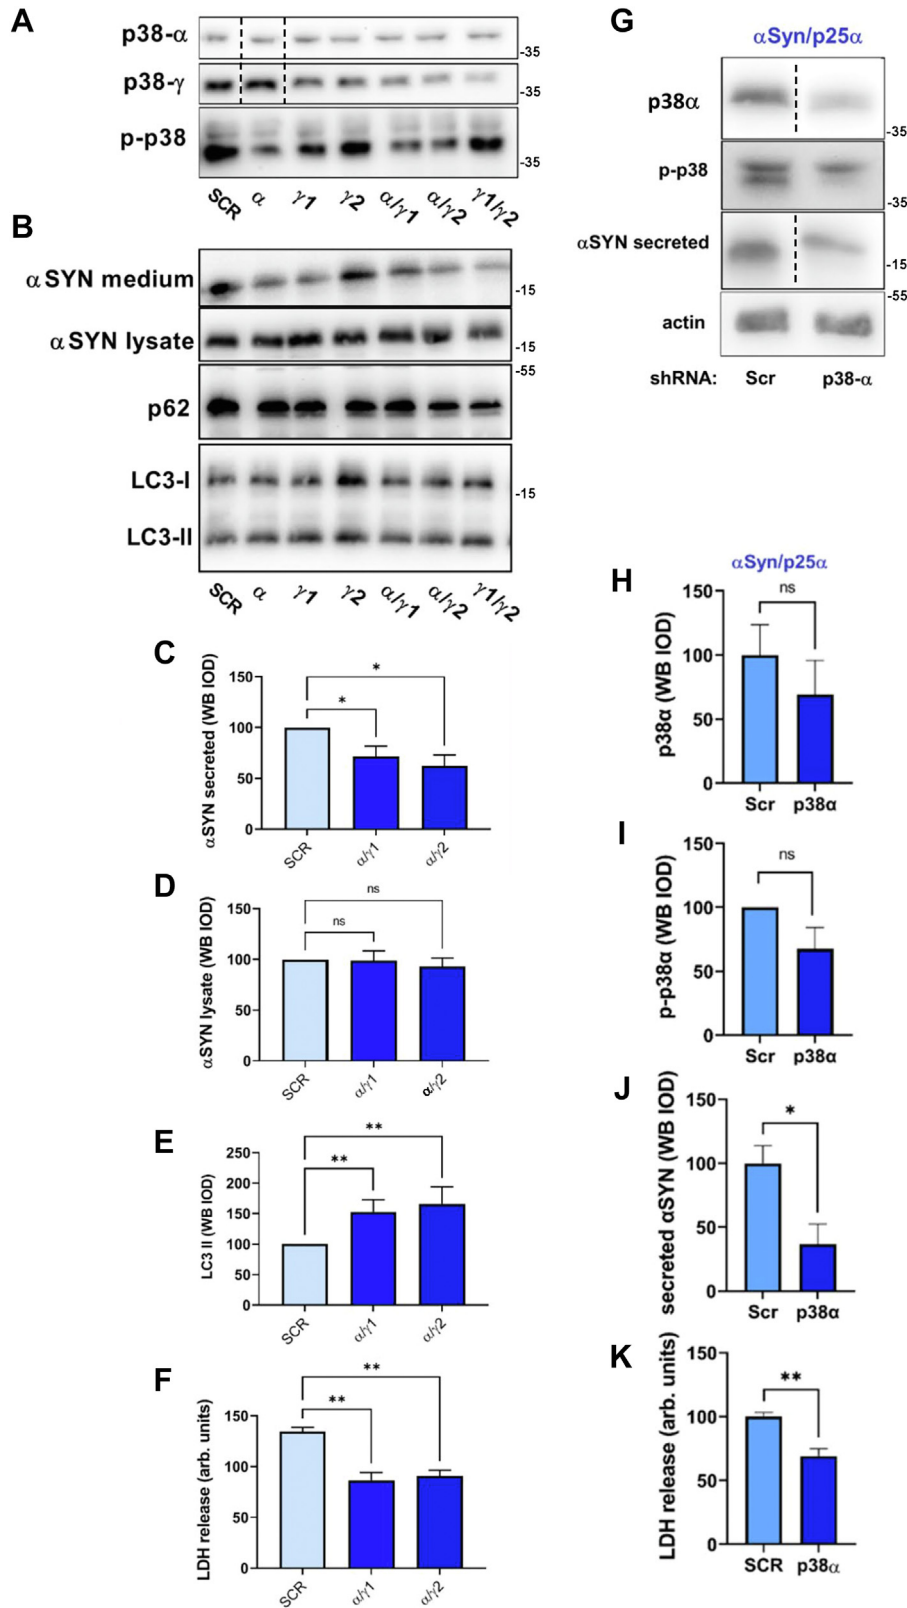 A
p38-α
-35
p38-γ
-35
p-p38
-35
SCR α γ1 γ2 α/γ1 α/γ2 γ1/γ2
B
α SYN medium
-15
α SYN lysate
-15
-55
p62
LC3-I
-15
LC3-II
SCR α γ1 γ2 α/γ1 α/γ2 γ1/γ2
C
αSYN secreted (WB IOD)
150
100
50
0
*
*
SCR α/γ1 α/γ2
D
αSYN lysate (WB IOD)
150
100
50
0
ns
ns
SCR α/γ1 α/γ2
E
LC3 II (WB IOD)
250
200
150
100
50
0
**
**
SCR α/γ1 α/γ2
F
LDH release (arb. units)
150
100
50
0
**
**
SCR α/γ1 α/γ2
G
αSyn/p25α
p38α
-35
p-p38
-35
αSYN secreted
-15
-55
actin
shRNA: Scr p38-α
H
αSyn/p25α
p38α (WB IOD)
150
100
50
0
ns
Scr p38α
I
p-p38α (WB IOD)
150
100
50
0
ns
Scr p38α
J
secreted αSYN (WB IOD)
150
100
50
0
*
Scr p38α
K
LDH release (arb. units)
150
100
50
0
**
SCR p38α